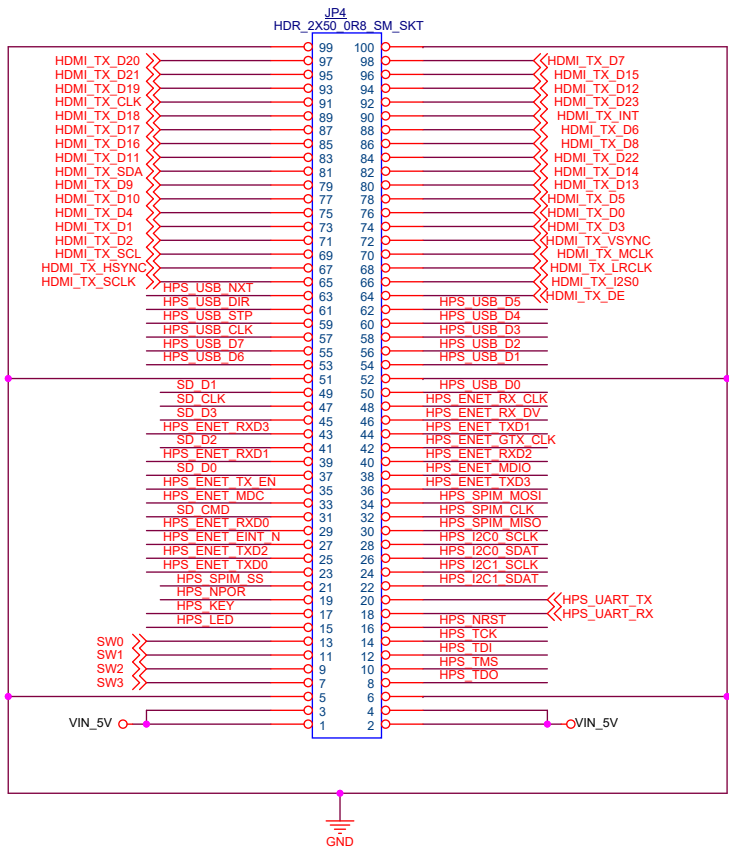 JP4
HDR_2X50_0R8_SM_SKT
99 100
HDMI_TX_D20 97 98 HDMI_TX_D7
HDMI_TX_D21 95 96 HDMI_TX_D15
HDMI_TX_D19 93 94 HDMI_TX_D12
HDMI_TX_CLK 91 92 HDMI_TX_D23
HDMI_TX_D18 89 90 HDMI_TX_INT
HDMI_TX_D17 87 88 HDMI_TX_D6
HDMI_TX_D16 85 86 HDMI_TX_D8
HDMI_TX_D11 83 84 HDMI_TX_D22
HDMI_TX_SDA 81 82 HDMI_TX_D14
HDMI_TX_D9 79 80 HDMI_TX_D13
HDMI_TX_D10 77 78 HDMI_TX_D5
HDMI_TX_D4 75 76 HDMI_TX_D0
HDMI_TX_D1 73 74 HDMI_TX_D3
HDMI_TX_D2 71 72 HDMI_TX_VSYNC
HDMI_TX_SCL 69 70 HDMI_TX_MCLK
HDMI_TX_HSYNC 67 68 HDMI_TX_LRCLK
HDMI_TX_SCLK 65 66 HDMI_TX_I2S0
HPS_USB_NXT 63 64 HDMI_TX_DE
HPS_USB_DIR 61 62 HPS_USB_D5
HPS_USB_STP 59 60 HPS_USB_D4
HPS_USB_CLK 57 58 HPS_USB_D3
HPS_USB_D7 55 56 HPS_USB_D2
HPS_USB_D6 53 54 HPS_USB_D1
51 52
SD_D1 49 50 HPS_USB_D0
SD_CLK 47 48 HPS_ENET_RX_CLK
SD_D3 45 46 HPS_ENET_RX_DV
HPS_ENET_RXD3 43 44 HPS_ENET_TXD1
SD_D2 41 42 HPS_ENET_GTX_CLK
HPS_ENET_RXD1 39 40 HPS_ENET_RXD2
SD_D0 37 38 HPS_ENET_MDIO
HPS_ENET_TX_EN 35 36 HPS_ENET_TXD3
HPS_ENET_MDC 33 34 HPS_SPIM_MOSI
SD_CMD 31 32 HPS_SPIM_CLK
HPS_ENET_RXD0 29 30 HPS_SPIM_MISO
HPS_ENET_EINT_N 27 28 HPS_I2C0_SCLK
HPS_ENET_TXD2 25 26 HPS_I2C0_SDAT
HPS_ENET_TXD0 23 24 HPS_I2C1_SCLK
HPS_SPIM_SS 21 22 HPS_I2C1_SDAT
HPS_NPOR 19 20 HPS_UART_TX
HPS_KEY 17 18 HPS_UART_RX
HPS_LED 15 16 HPS_NRST
SW0 13 14 HPS_TCK
SW1 11 12 HPS_TDI
SW2 9 10 HPS_TMS
SW3 7 8 HPS_TDO
5 6
3 4
VIN_5V 1 2 VIN_5V
GND